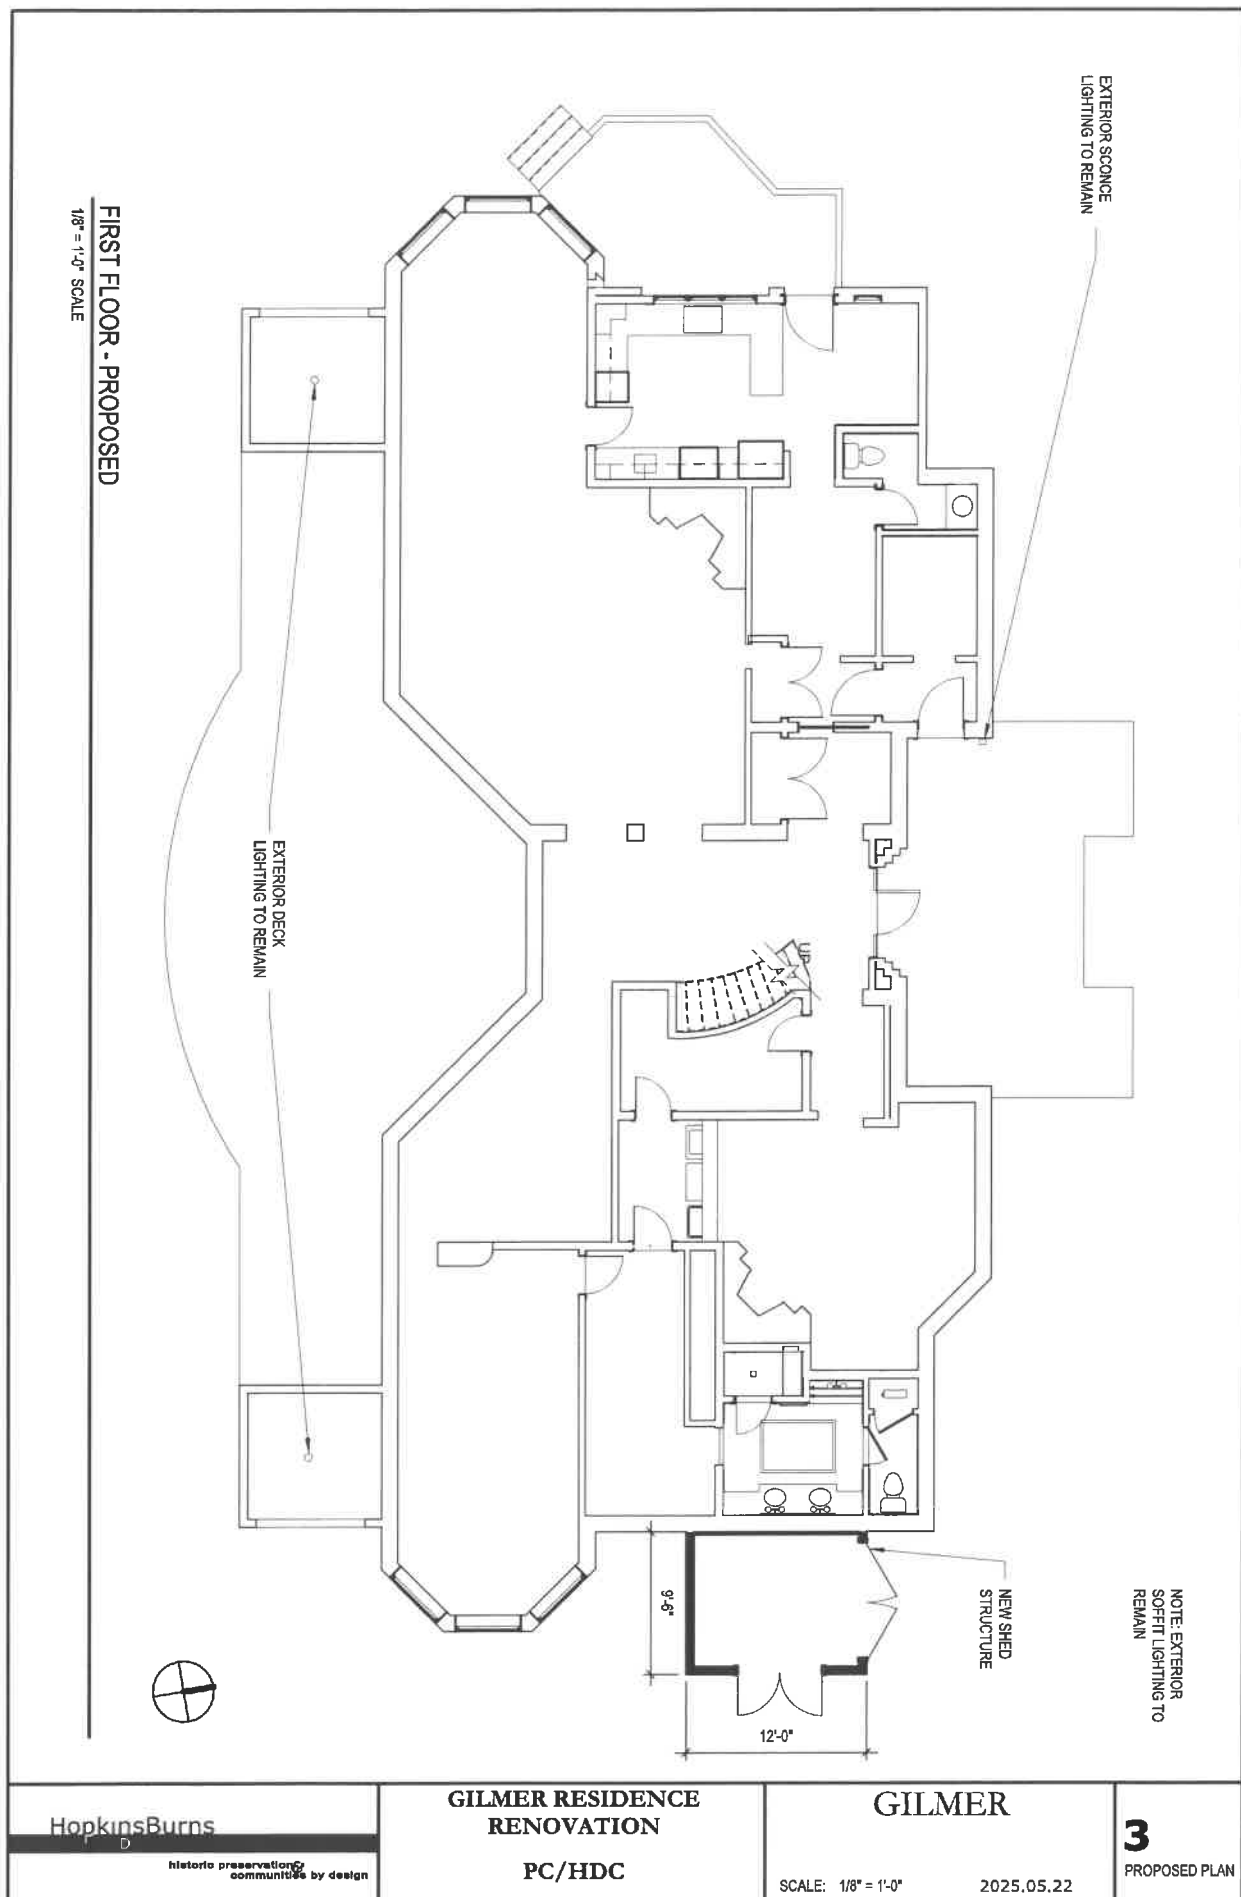 EXTERIOR SCONCE
LIGHTING TO REMAIN
FIRST FLOOR - PROPOSED
1/8" = 1'-0" SCALE
EXTERIOR DECK
LIGHTING TO REMAIN
UP
NEW SHED
STRUCTURE
NOTE: EXTERIOR
SOFFIT LIGHTING TO
REMAIN
9'-6"
12'-0"
HopkinsBurns
D
historic preservation &
communities by design
GILMER RESIDENCE
RENOVATION
PC/HDC
GILMER
SCALE: 1/8" = 1'-0" 2025.05.22
3
PROPOSED PLAN